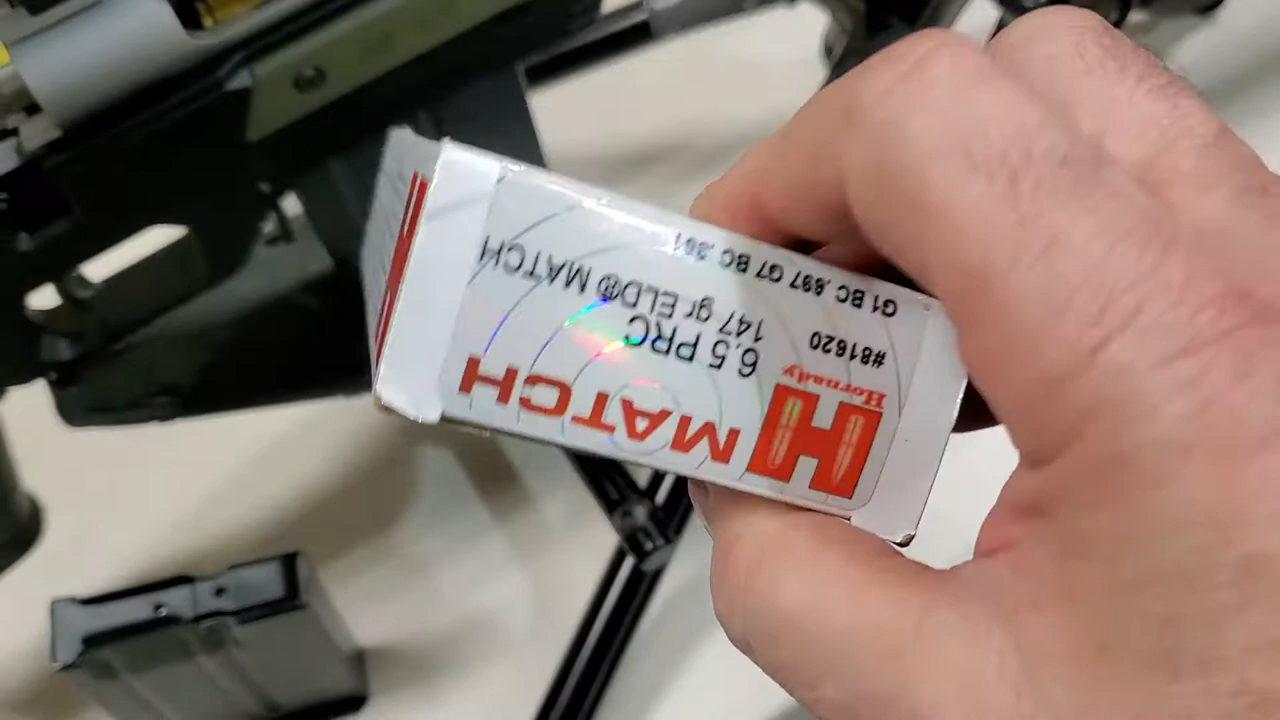 Hornady
MATCH
6.5 PRC
147 gr ELD® MATCH
#81620
G1 BC .697 G7 BC .351